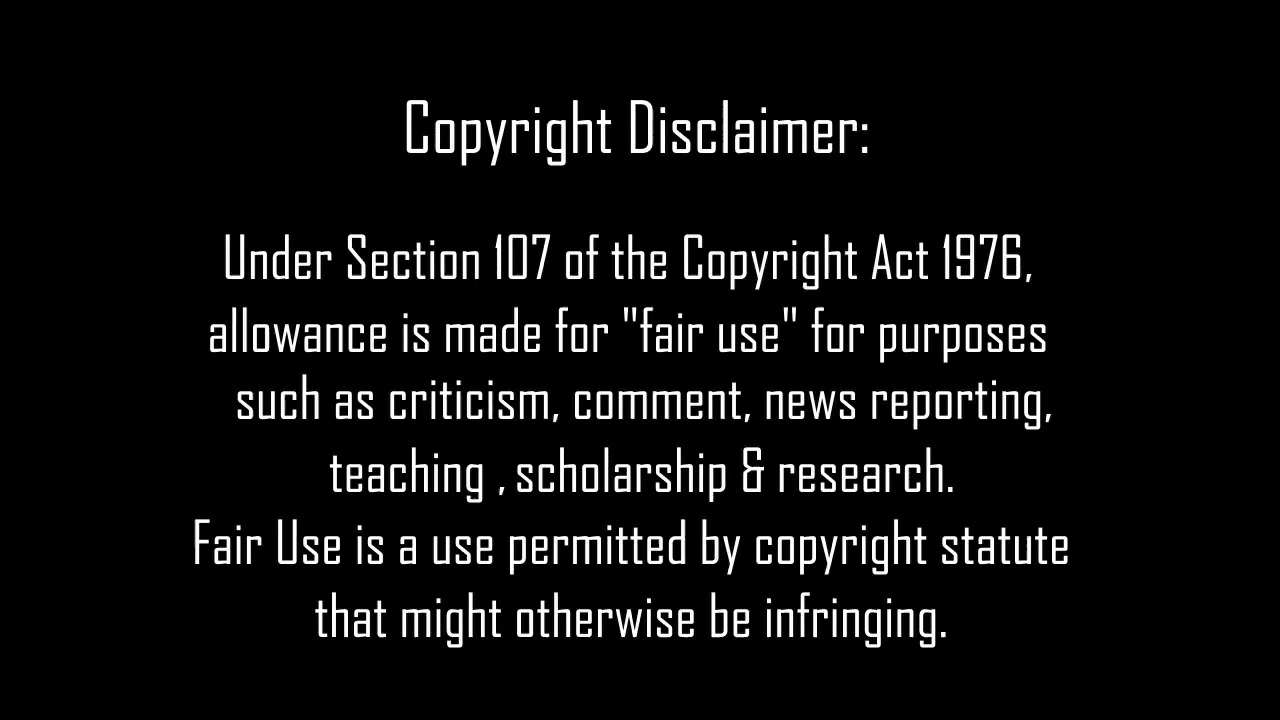 Copyright Disclaimer:
Under Section 107 of the Copyright Act 1976,
allowance is made for "fair use" for purposes
such as criticism, comment, news reporting,
teaching , scholarship & research.
Fair Use is a use permitted by copyright statute
that might otherwise be infringing.